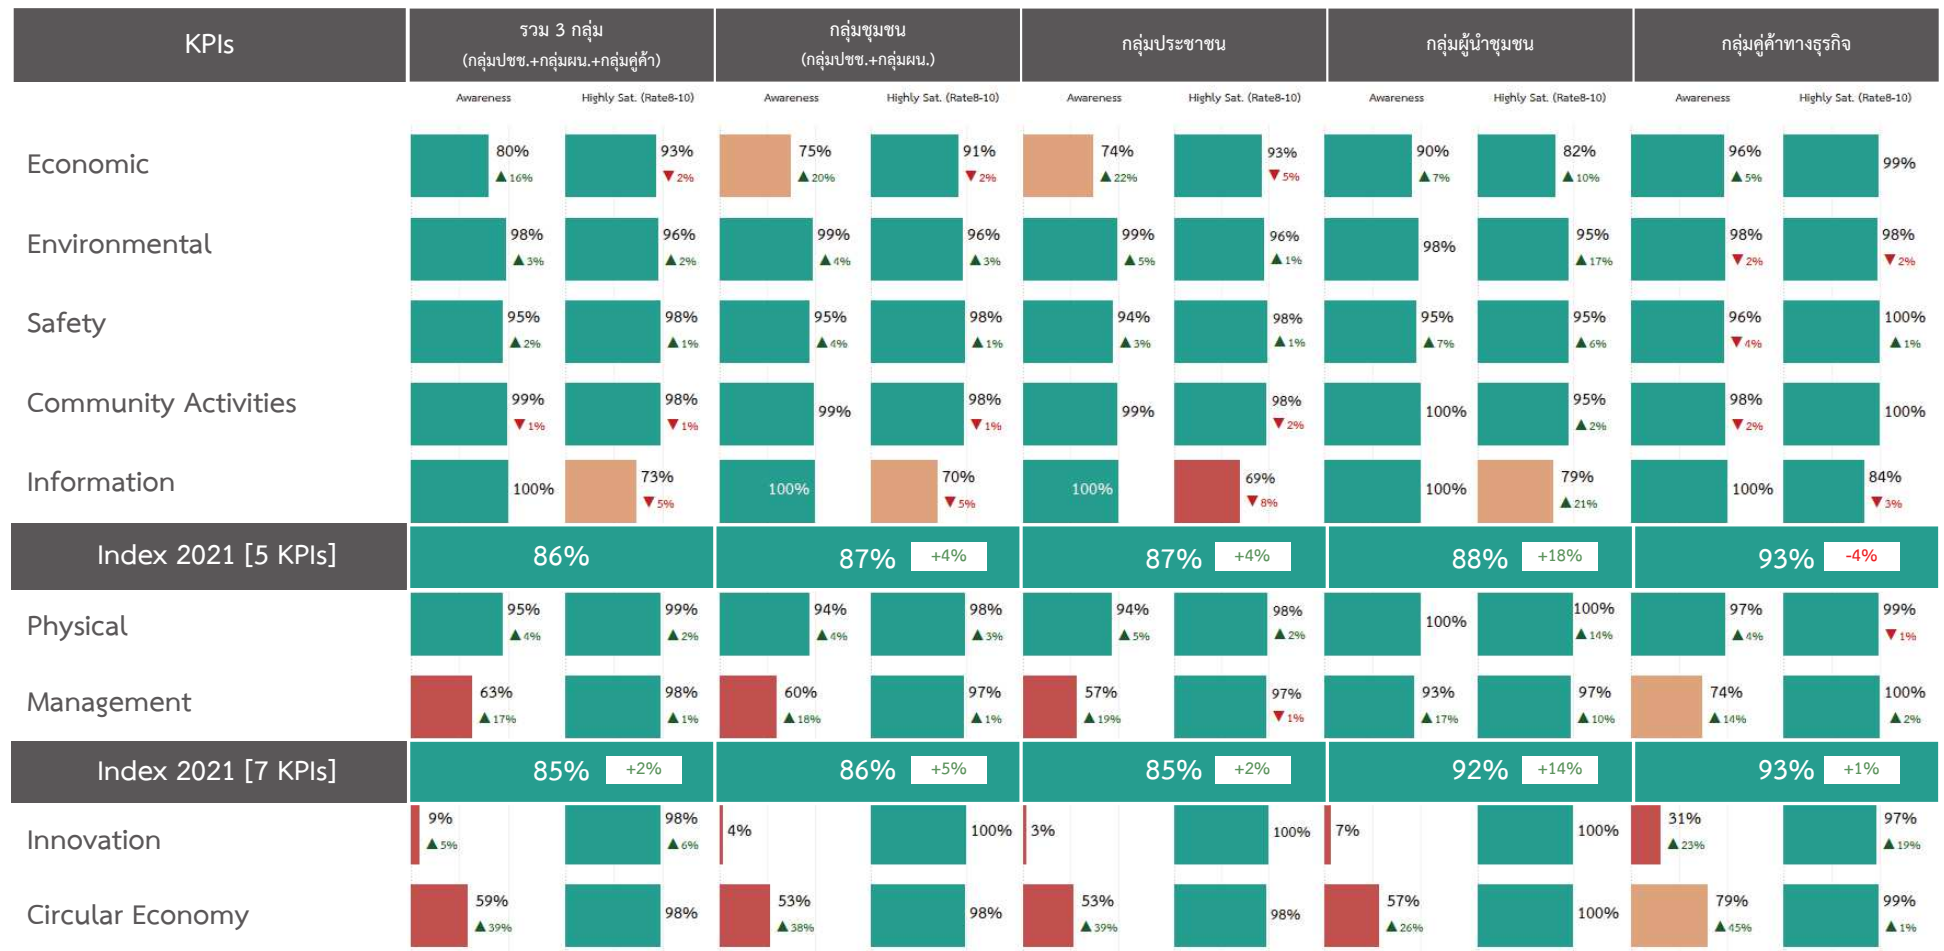 KPIs
รวม 3 กลุ่ม
(กลุ่มปชช.+กลุ่มผน.+กลุ่มคู่ค้า)
กลุ่มชุมชน
(กลุ่มปชช.+กลุ่มผน.)
กลุ่มประชาชน
กลุ่มผู้นำชุมชน
กลุ่มคู่ค้าทางธุรกิจ
Awareness Highly Sat. (Rate8-10) Awareness Highly Sat. (Rate8-10) Awareness Highly Sat. (Rate8-10) Awareness Highly Sat. (Rate8-10) Awareness Highly Sat. (Rate8-10)
Economic
80% 93% 75% 91% 74% 93% 90% 82% 96% 99%
▲16% ▼2% ▲20% ▼2% ▲22% ▼5% ▲7% ▲10% ▲5%
Environmental
98% 96% 99% 96% 99% 96% 98% 95% 98% 98%
▲3% ▲2% ▲4% ▲3% ▲5% ▲1% ▲17% ▼2% ▼2%
Safety
95% 98% 95% 98% 94% 98% 95% 95% 96% 100%
▲2% ▲1% ▲4% ▲1% ▲3% ▲1% ▲7% ▲6% ▼4% ▲1%
Community Activities
99% 98% 99% 98% 99% 98% 100% 95% 98% 100%
▼1% ▼1% ▼1% ▼2% ▲2% ▼2%
Information
100% 73% 100% 70% 100% 69% 100% 79% 100% 84%
▼5% ▼5% ▼8% ▲21% ▼3%
Index 2021 [5 KPIs] 86% 87% +4% 87% +4% 88% +18% 93% -4%
Physical
95% 99% 94% 98% 94% 98% 100% 100% 97% 99%
▲4% ▲2% ▲4% ▲3% ▲5% ▲2% ▲14% ▲4% ▼1%
Management
63% 98% 60% 97% 57% 97% 93% 97% 74% 100%
▲17% ▲1% ▲18% ▲1% ▲19% ▼1% ▲17% ▲10% ▲14% ▲2%
Index 2021 [7 KPIs] 85% +2% 86% +5% 85% +2% 92% +14% 93% +1%
Innovation
9% 98% 4% 100% 3% 100% 7% 100% 31% 97%
▲5% ▲6% ▲23% ▲19%
Circular Economy
59% 98% 53% 98% 53% 98% 57% 100% 79% 99%
▲39% ▲38% ▲39% ▲26% ▲45% ▲1%